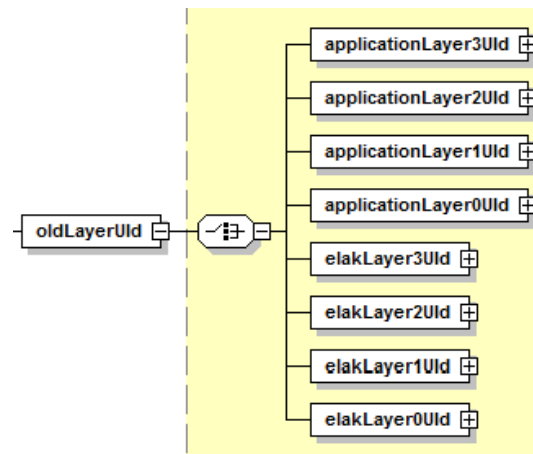 applicationLayer3UId
applicationLayer2UId
applicationLayer1UId
applicationLayer0UId
oldLayerUId
elakLayer3UId
elakLayer2UId
elakLayer1UId
elakLayer0UId